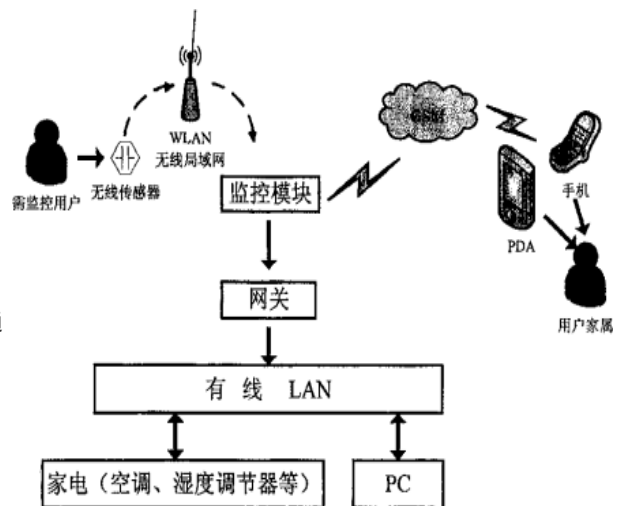 GSM
WLAN
无线局域网
需监控用户
无线传感器
监控模块
手机
PDA
网关
用户家属
有 线 LAN
家电（空调、湿度调节器等）
PC